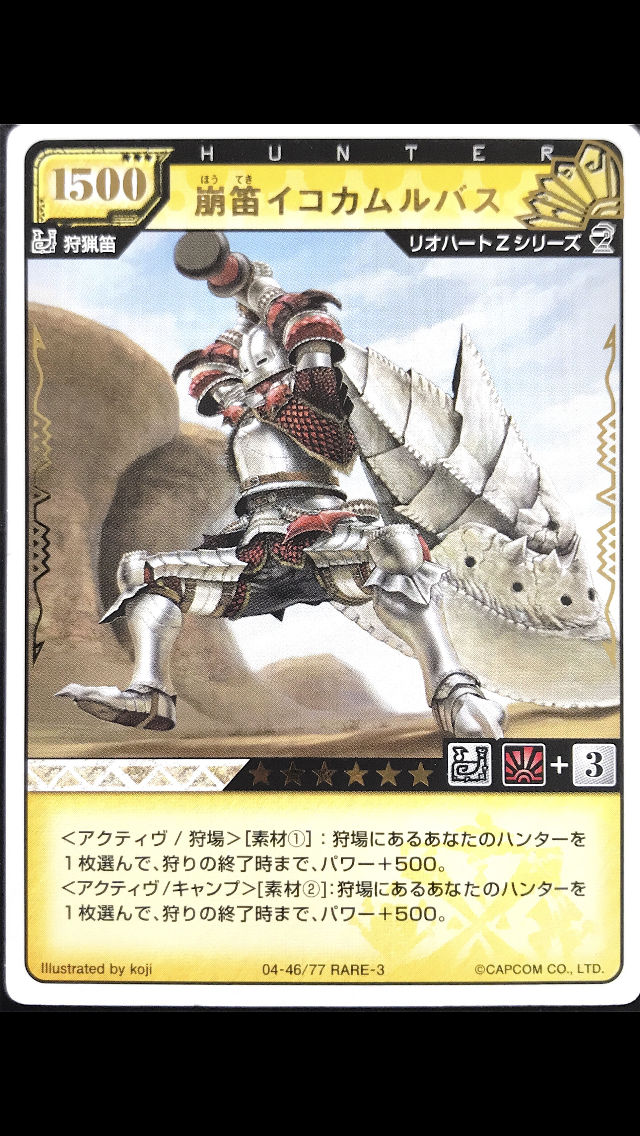 HUNTER
1500
ほうてき
崩笛イコカムルバス
狩猟笛
リオハートZシリーズ
+3
<アクティヴ / 狩場>[素材①]：狩場にあるあなたのハンターを
1枚選んで、狩りの終了時まで、パワー+500。
<アクティヴ/キャンプ>[素材②]：狩場にあるあなたのハンターを
1枚選んで、狩りの終了時まで、パワー+500。
Illustrated by koji
04-46/77 RARE-3
©CAPCOM CO., LTD.